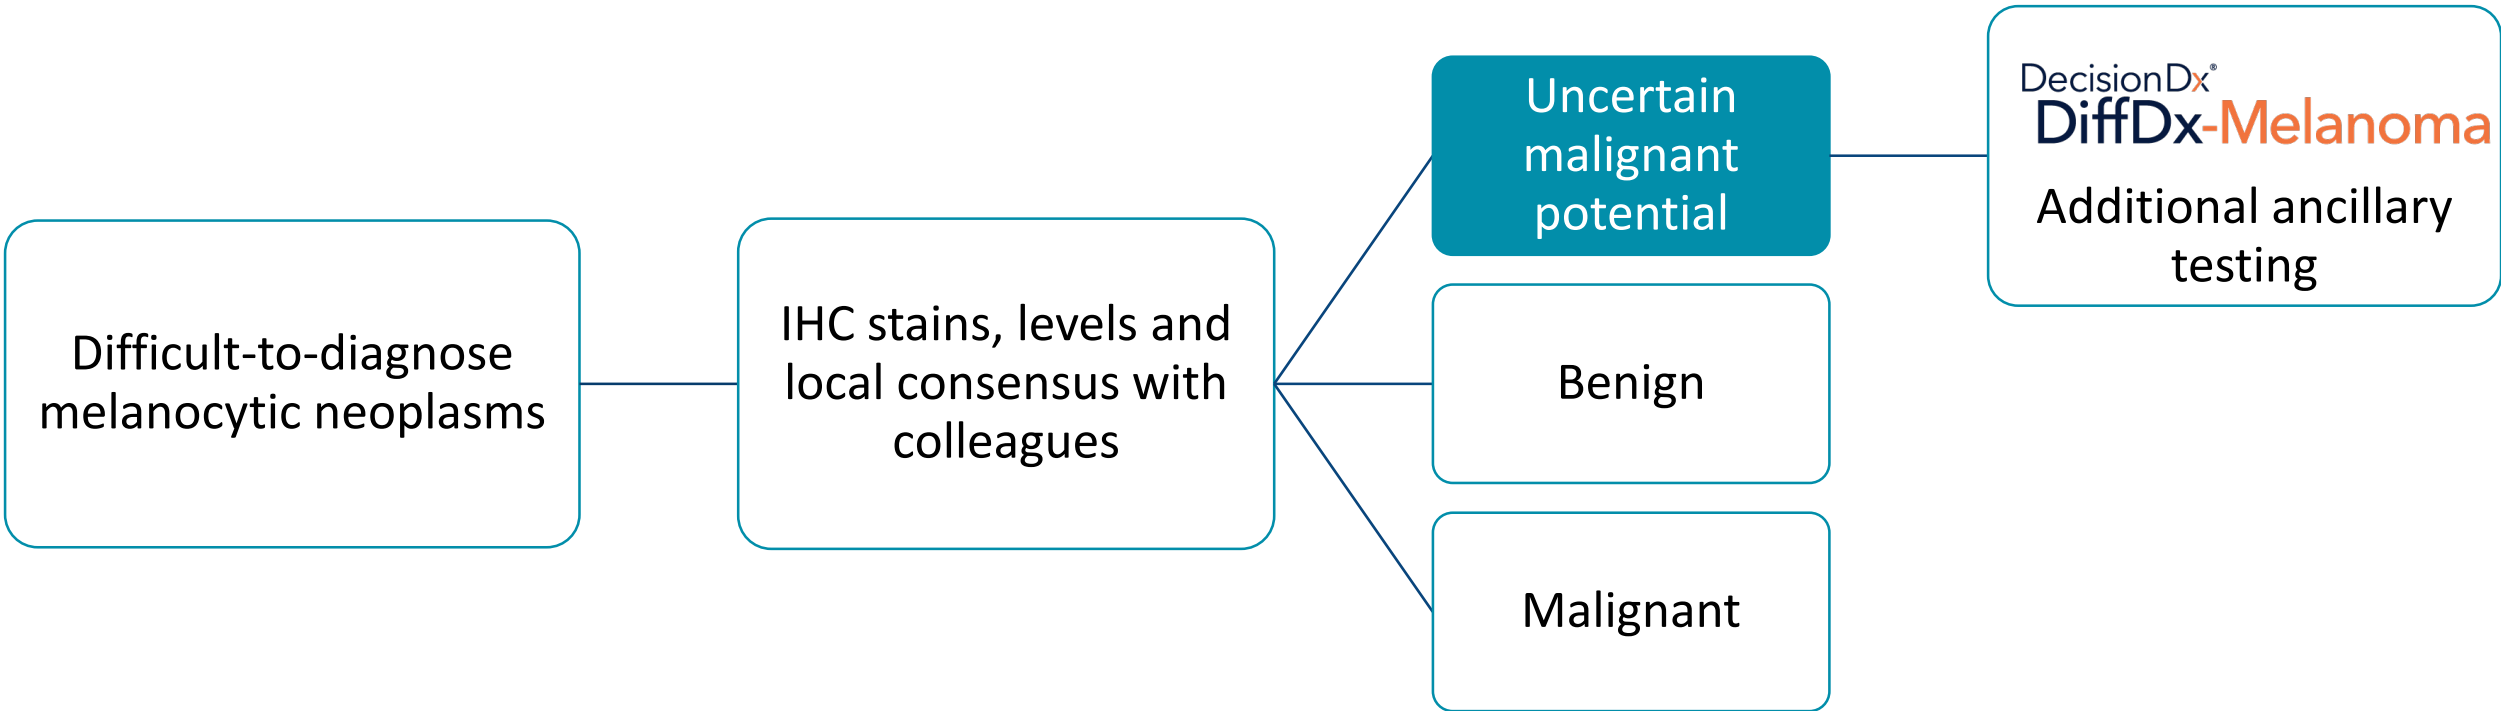 Difficult-to-diagnose
melanocytic neoplasms
IHC stains, levels and
local consensus with
colleagues
Uncertain
malignant
potential
Benign
Malignant
DecisionDx®
DiffDx-Melanoma
Additional ancillary
testing